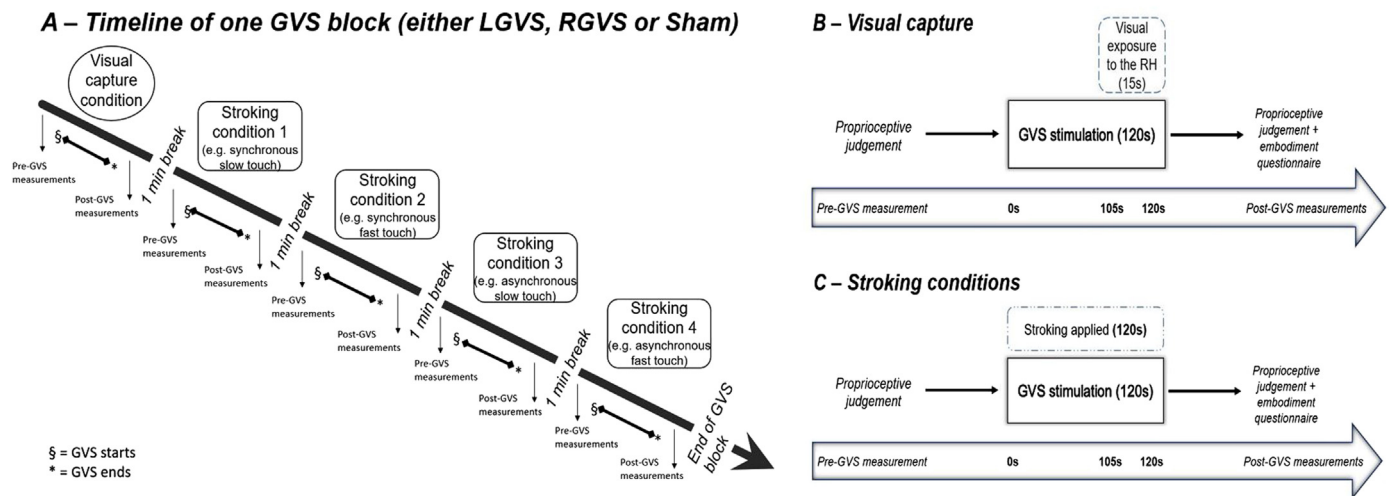 A – Timeline of one GVS block (either LGVS, RGVS or Sham)
Visual
capture
condition
§
*
Pre-GVS
measurements
Post-GVS
measurements
1 min break
Stroking
condition 1
(e.g. synchronous
slow touch)
§
*
Pre-GVS
measurements
Post-GVS
measurements
1 min break
Stroking
condition 2
(e.g. synchronous
fast touch)
§
*
Pre-GVS
measurements
Post-GVS
measurements
1 min break
Stroking
condition 3
(e.g. asynchronous
slow touch)
§
*
Pre-GVS
measurements
Post-GVS
measurements
1 min break
Stroking
condition 4
(e.g. asynchronous
fast touch)
§
*
Pre-GVS
measurements
Post-GVS
measurements
End of GVS
block
§ = GVS starts
* = GVS ends
B – Visual capture
Visual
exposure
to the RH
(15s)
Proprioceptive
judgement
GVS stimulation (120s)
Proprioceptive
judgement +
embodiment
questionnaire
Pre-GVS measurement 0s 105s 120s Post-GVS measurements
C – Stroking conditions
Stroking applied (120s)
Proprioceptive
judgement
GVS stimulation (120s)
Proprioceptive
judgement +
embodiment
questionnaire
Pre-GVS measurement 0s 105s 120s Post-GVS measurements